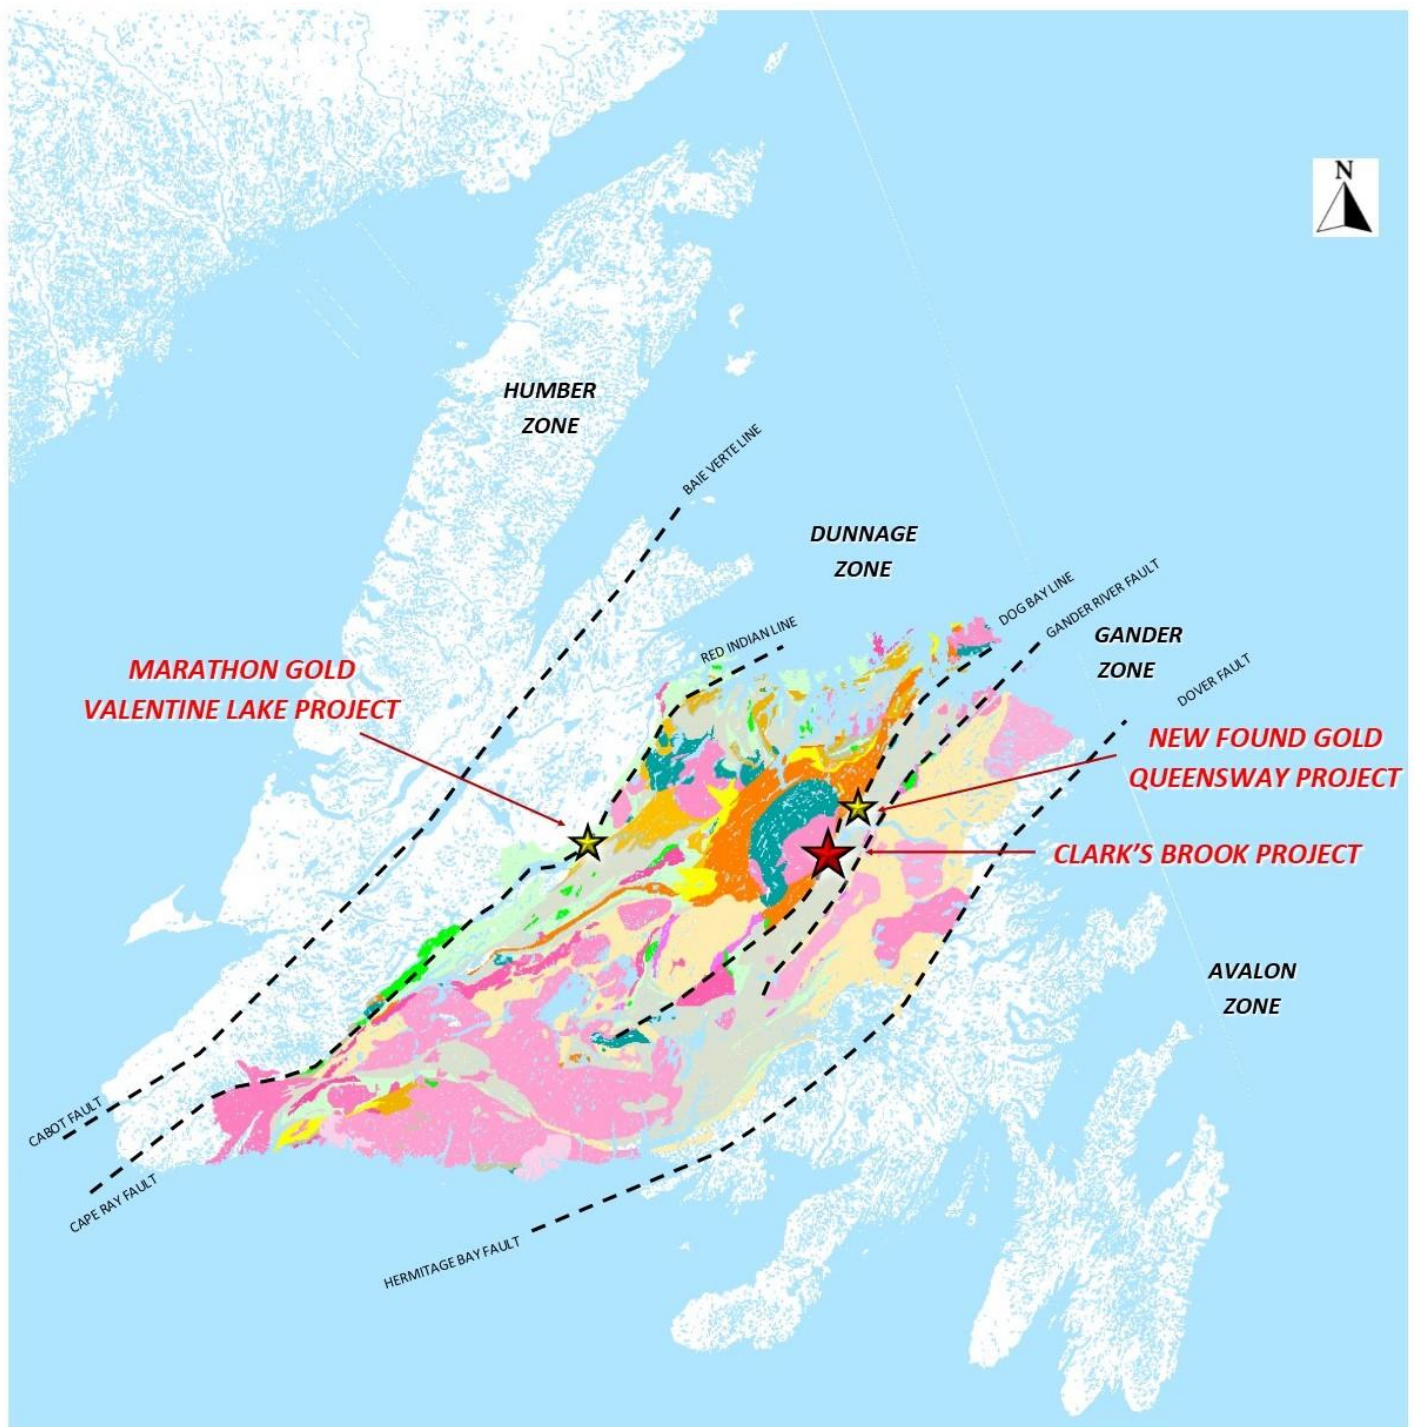 N
HUMBER
ZONE
BAIE VERTE LINE
DUNNAGE
ZONE
DOG BAY LINE
GANDER RIVER FAULT
RED INDIAN LINE
GANDER
ZONE
DOVER FAULT
MARATHON GOLD
VALENTINE LAKE PROJECT
NEW FOUND GOLD
QUEENSWAY PROJECT
CLARK'S BROOK PROJECT
AVALON
ZONE
CABOT FAULT
CAPE RAY FAULT
HERMITAGE BAY FAULT